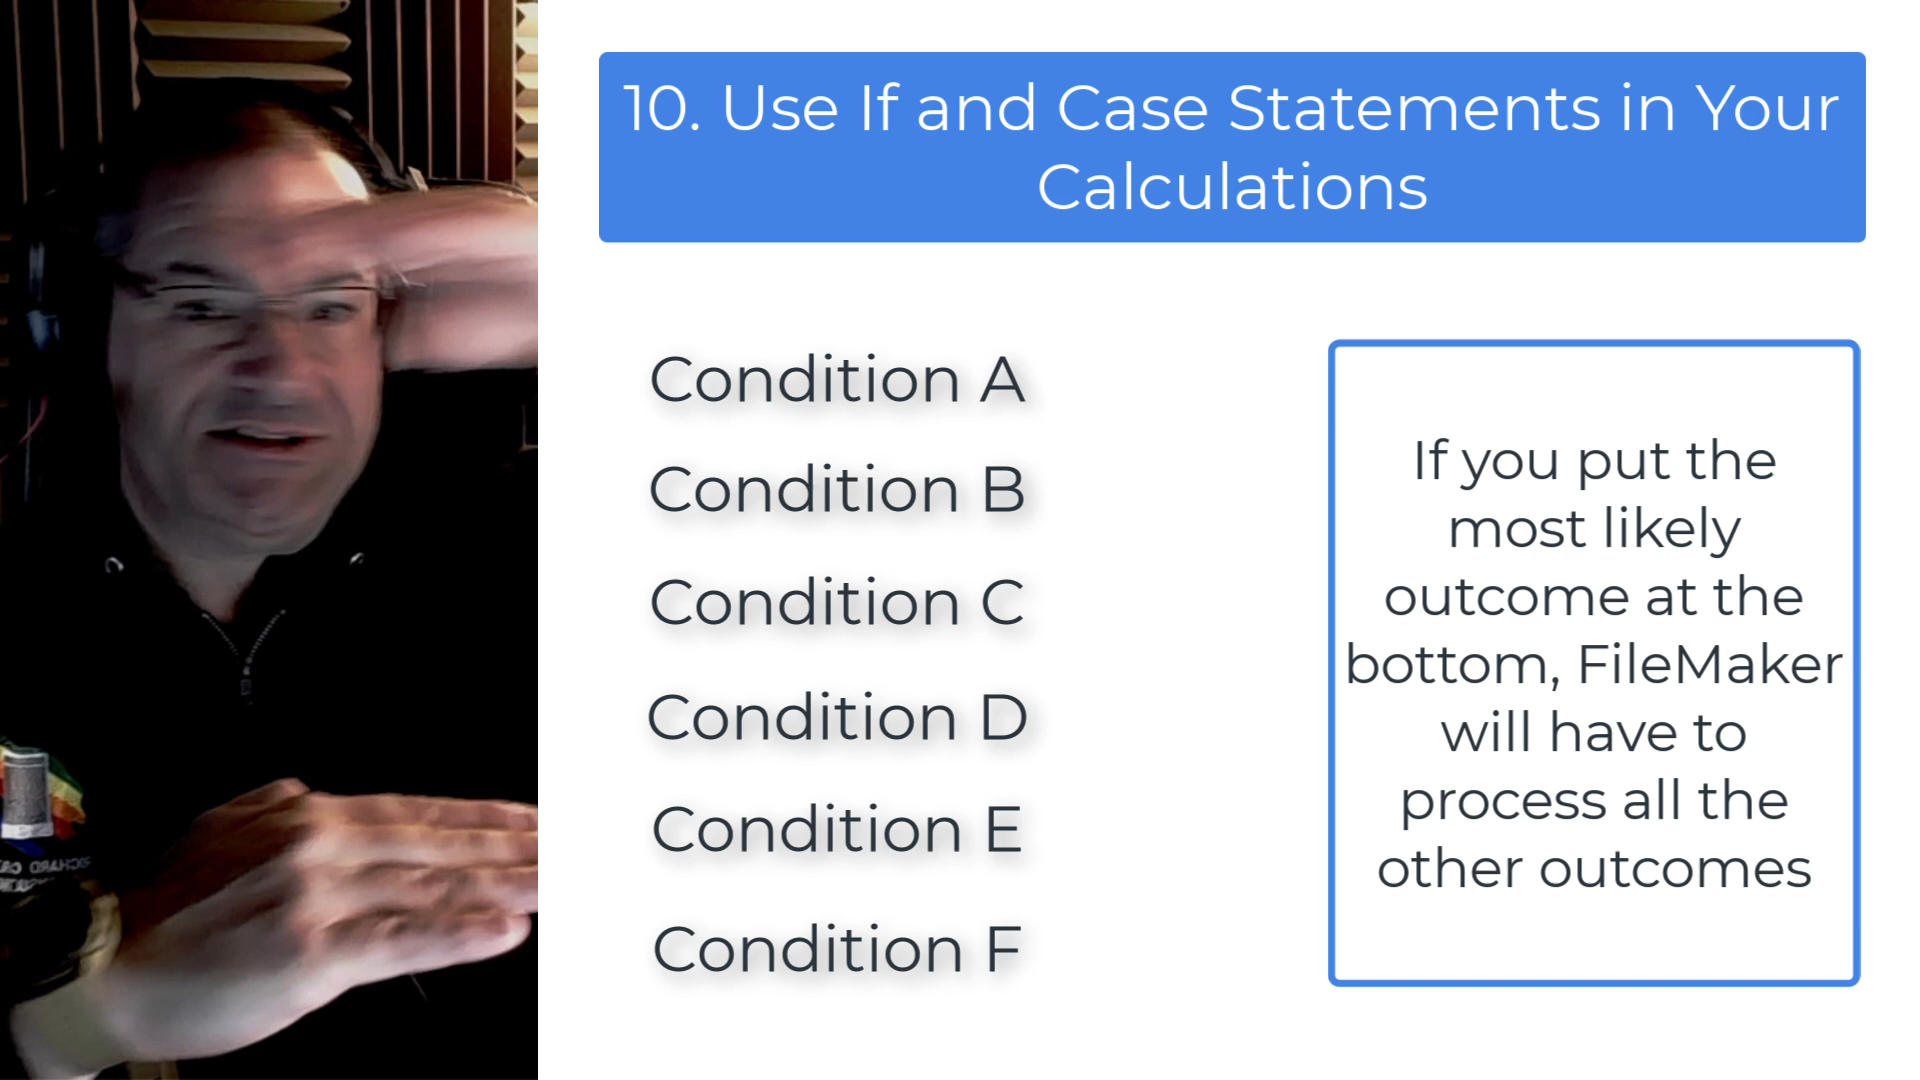 10. Use If and Case Statements in Your
Calculations
Condition A
Condition B
Condition C
Condition D
Condition E
Condition F
If you put the
most likely
outcome at the
bottom, FileMaker
will have to
process all the
other outcomes